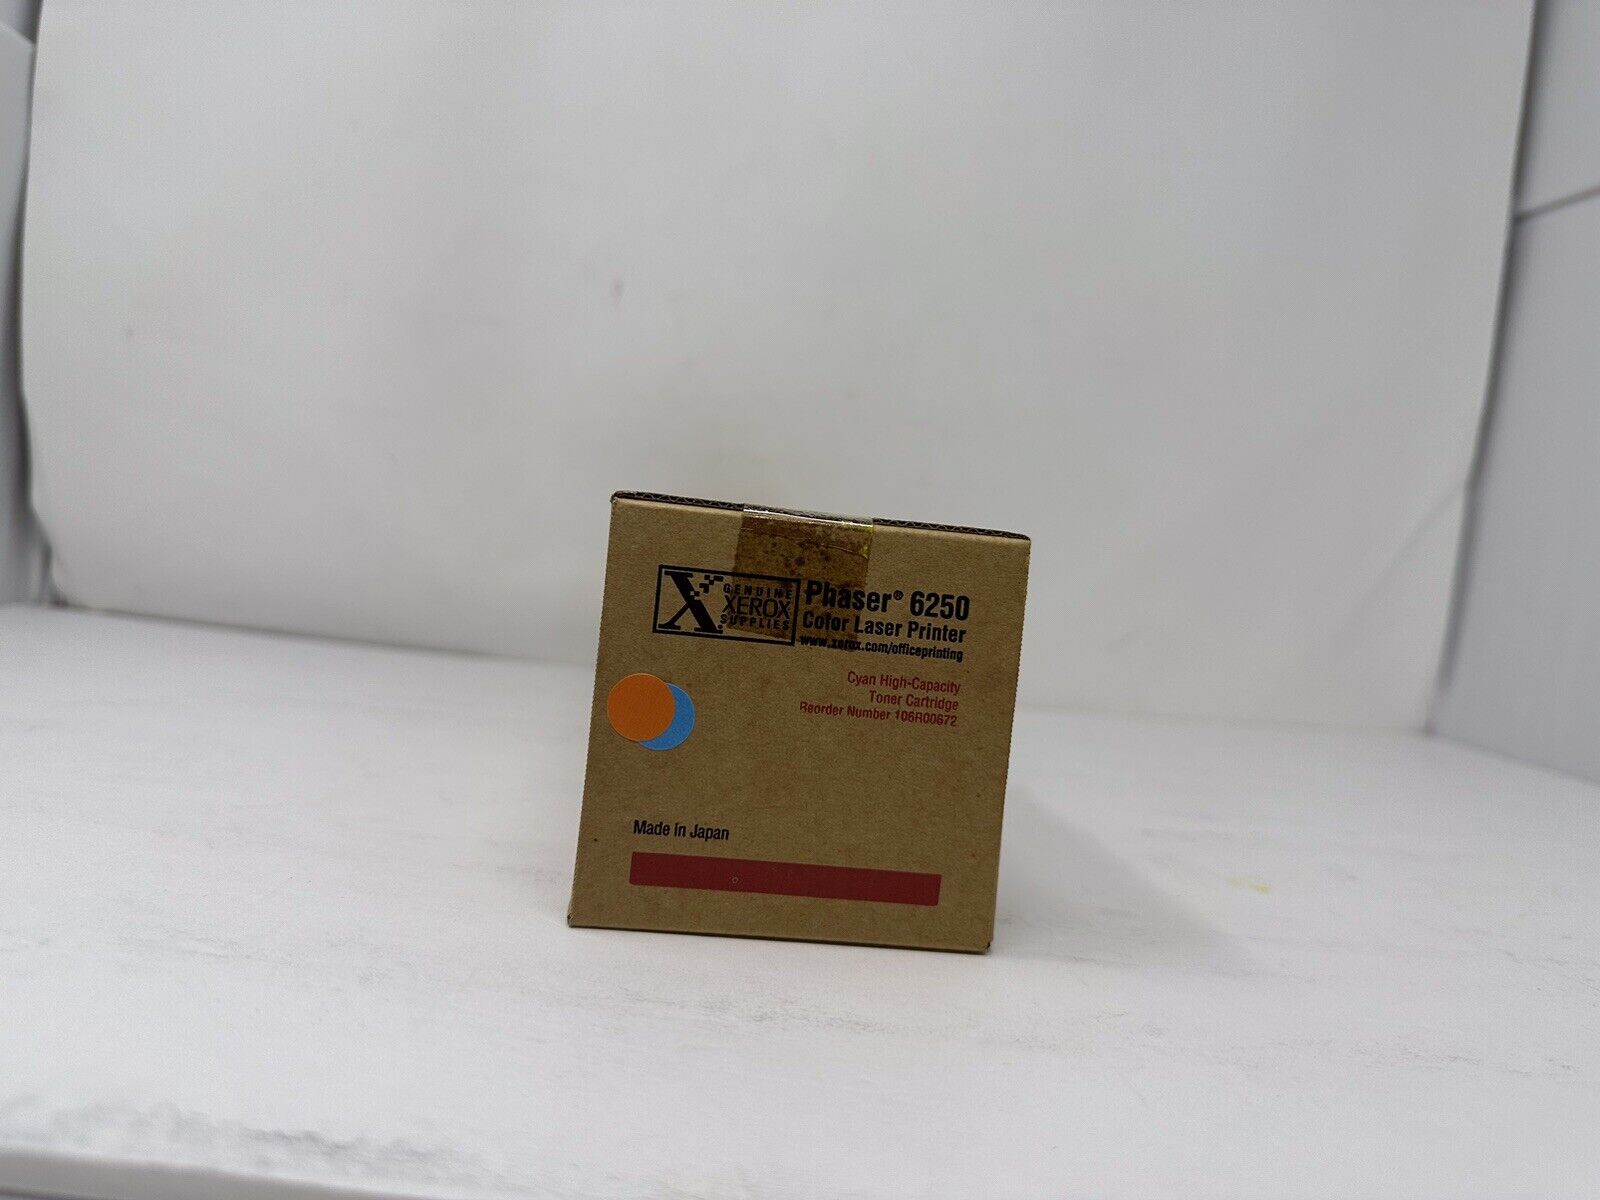 GENUINE
XEROX
SUPPLIES
Phaser® 6250
Color Laser Printer
www.xerox.com/officeprinting
Cyan High-Capacity
Toner Cartridge
Reorder Number 106R00672
Made in Japan